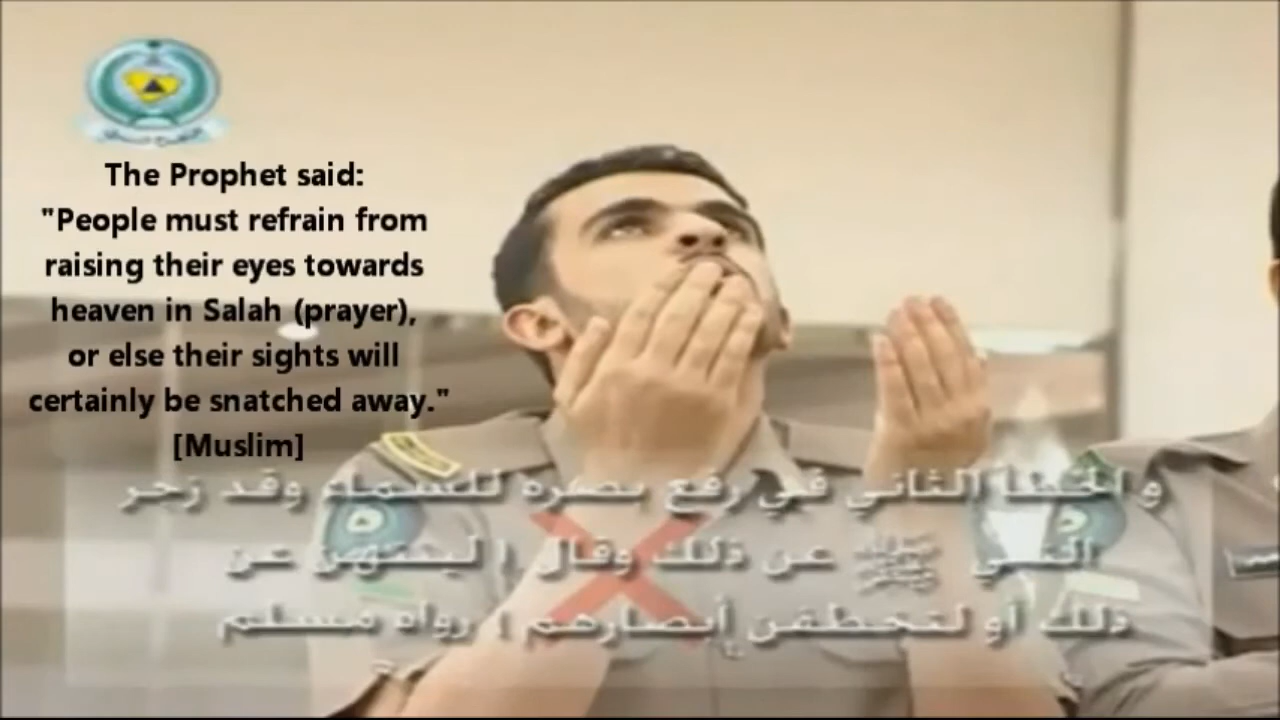 The Prophet said:
"People must refrain from
raising their eyes towards
heaven in Salah (prayer),
or else their sights will
certainly be snatched away."
[Muslim]
والخطأ الثاني في رفع بصره للسماء وقد زجر
النبي ﷺ عن ذلك وقال ( لينتهن عن
ذلك أو لتخطفن أبصارهم ) رواه مسلم